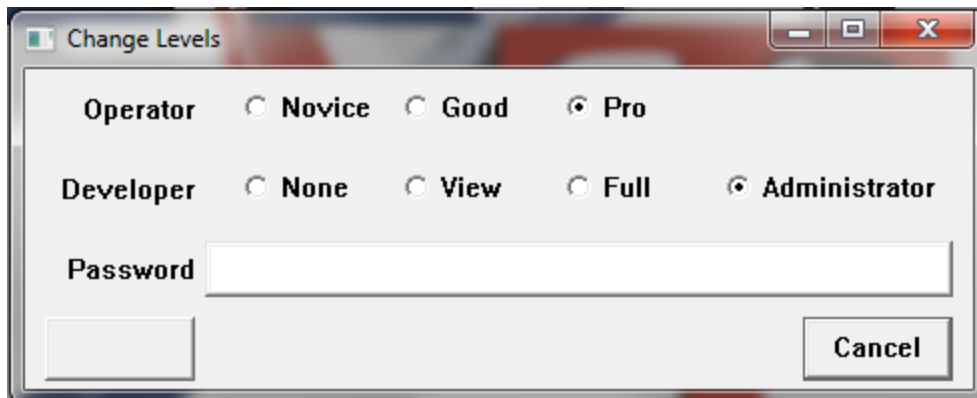 Change Levels
Operator Novice Good Pro
Developer None View Full Administrator
Password
Cancel